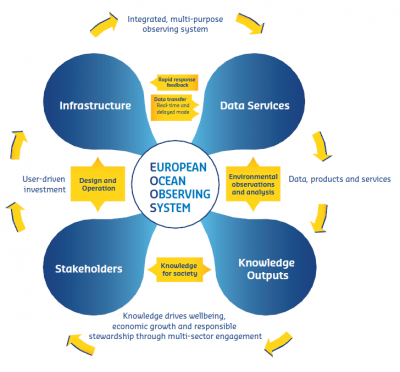 Integrated, multi-purpose
observing system
Rapid response
feedback
Infrastructure
Data transfer
Real time and
delayed mode
Data Services
User-driven
investment
Design and
Operation
EUROPEAN
OCEAN
OBSERVING
SYSTEM
Environmental
observations
and analysis
Data, products and services
Stakeholders
Knowledge
for society
Knowledge
Outputs
Knowledge drives wellbeing,
economic growth and responsible
stewardship through multi-sector engagement